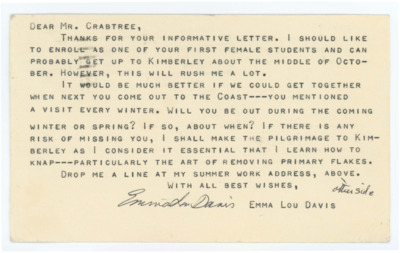 DEAR MR. CRABTREE,
THANKS FOR YOUR INFORMATIVE LETTER. I SHOULD LIKE
TO ENROLL AS ONE OF YOUR FIRST FEMALE STUDENTS AND CAN
PROBABLY GET UP TO KIMBERLEY ABOUT THE MIDDLE OF OCTO-
BER. HOWEVER, THIS WILL RUSH ME A LOT.
IT WOULD BE MUCH BETTER IF WE COULD GET TOGETHER
WHEN NEXT YOU COME OUT TO THE COAST---YOU MENTIONED
A VISIT EVERY WINTER. WILL YOU BE OUT DURING THE COMING
WINTER OR SPRING? IF SO, ABOUT WHEN? IF THERE IS ANY
RISK OF MISSING YOU, I SHALL MAKE THE PILGRIMAGE TO KIM-
BERLEY AS I CONSIDER IT ESSENTIAL THAT I LEARN HOW TO
KNAP---PARTICULARLY THE ART OF REMOVING PRIMARY FLAKES.
DROP ME A LINE AT MY SUMMER WORK ADDRESS, ABOVE.
WITH ALL BEST WISHES, other side
Emma Lou Davis EMMA LOU DAVIS